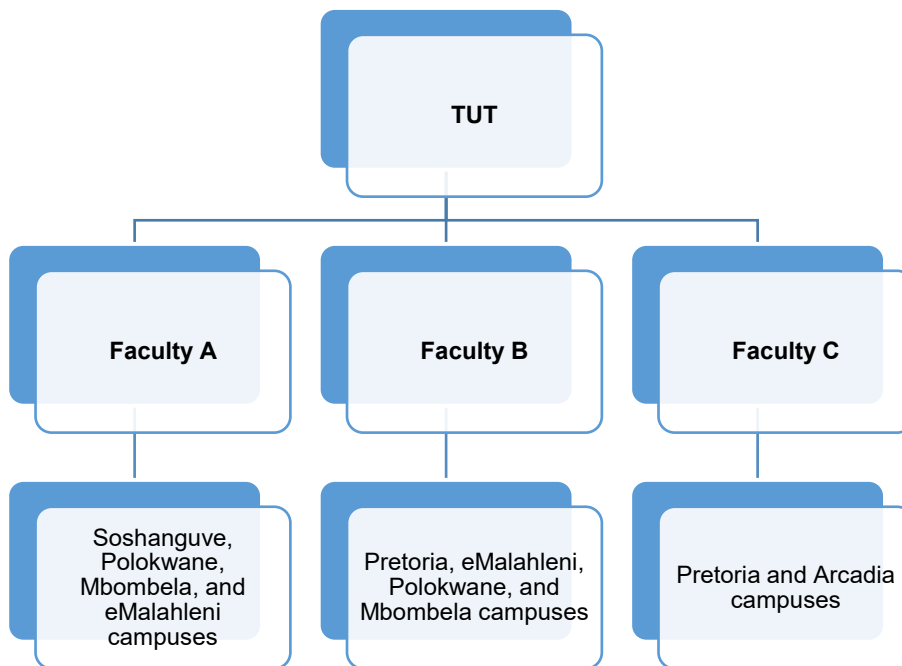 TUT
Faculty A
Faculty B
Faculty C
Soshanguve,
Polokwane,
Mbombela, and
eMalahleni
campuses
Pretoria, eMalahleni,
Polokwane, and
Mbombela campuses
Pretoria and Arcadia
campuses